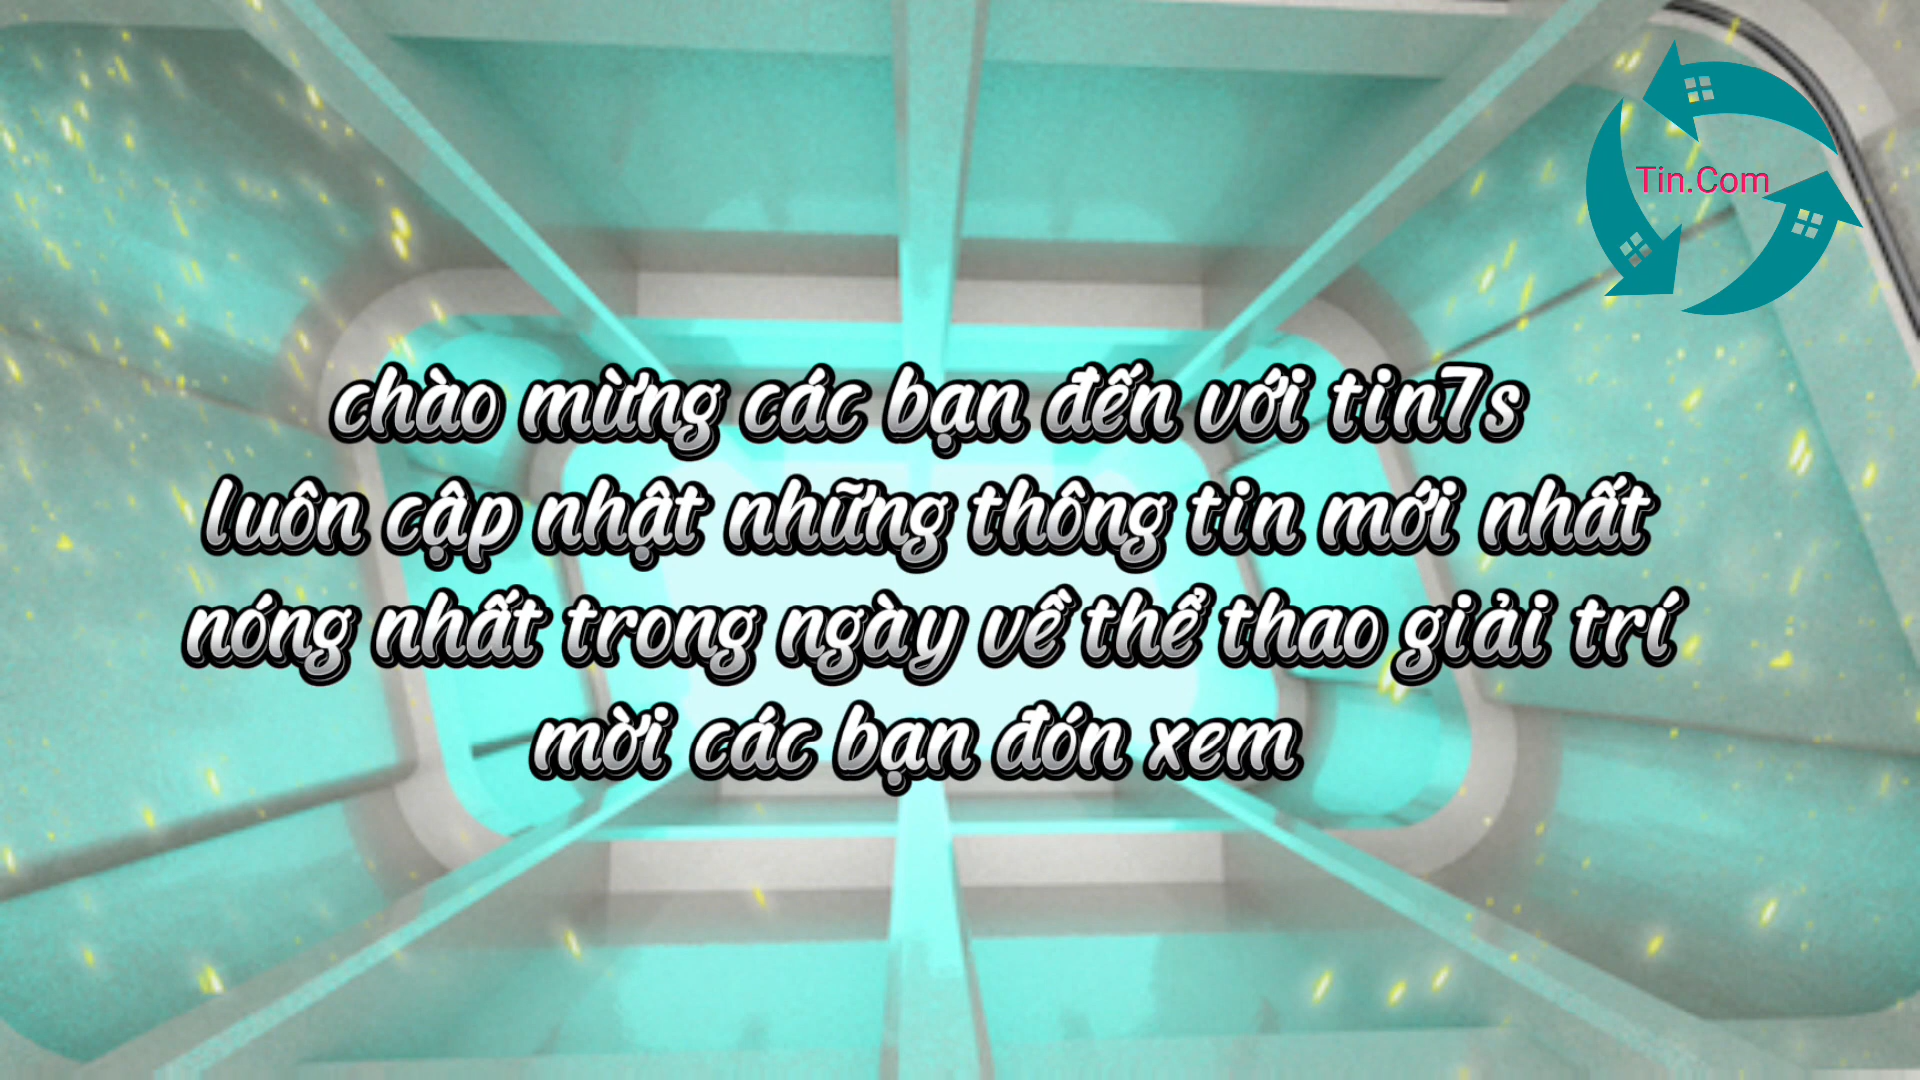 Tin.Com
chào mừng các bạn đến với tin7s
luôn cập nhật những thông tin mới nhất
nóng nhất trong ngày về thể thao giải trí
mời các bạn đón xem